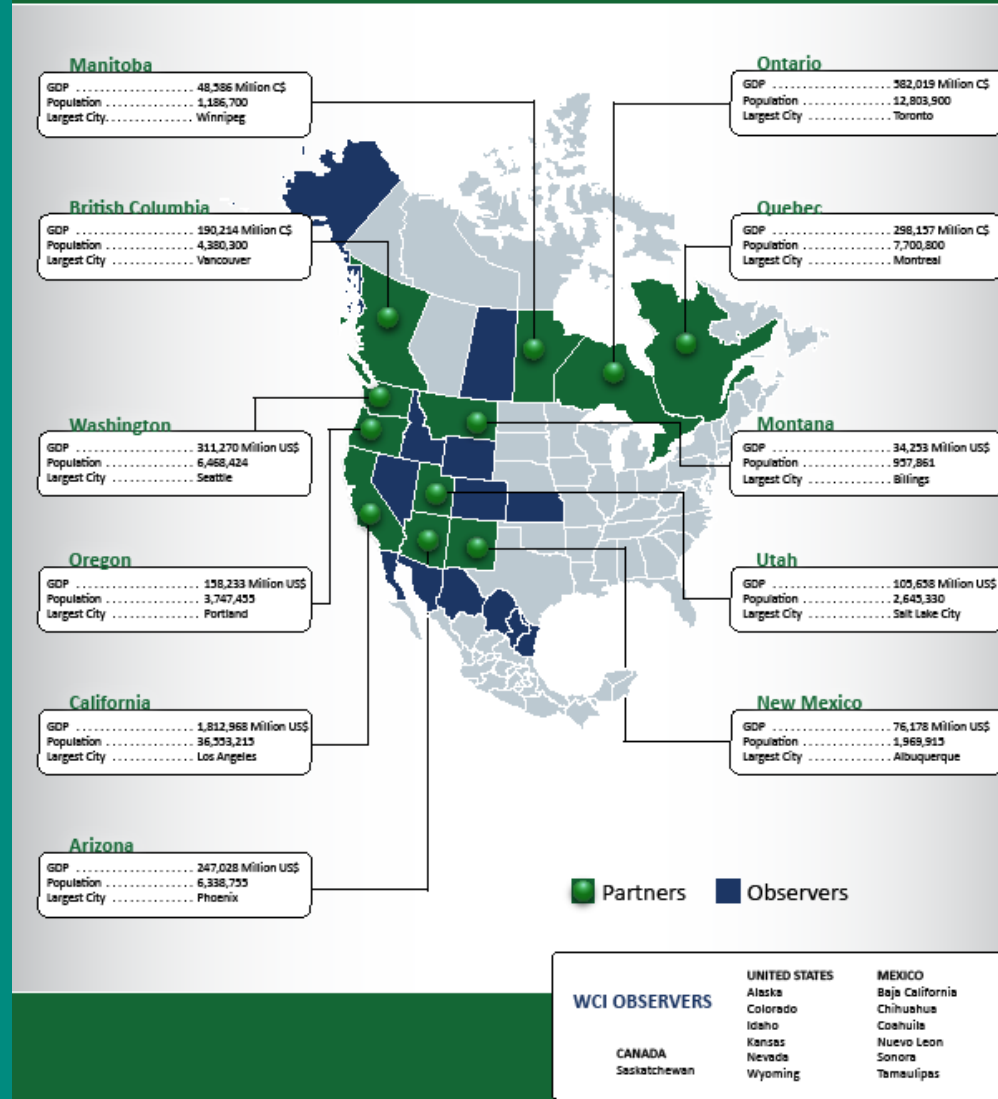 Manitoba
GDP ..................... 48,586 Million C$
Population ............... 1,186,700
Largest City............... Winnipeg
British Columbia
GDP ..................... 190,214 Million C$
Population ............... 4,380,300
Largest City .............. Vancouver
Washington
GDP ..................... 311,270 Million US$
Population ............... 6,468,424
Largest City .............. Seattle
Oregon
GDP ..................... 158,233 Million US$
Population ............... 3,747,455
Largest City .............. Portland
California
GDP ..................... 1,812,968 Million US$
Population ............... 36,553,215
Largest City .............. Los Angeles
Arizona
GDP ..................... 247,028 Million US$
Population ............... 6,338,755
Largest City .............. Phoenix
Ontario
GDP ..................... 582,019 Million C$
Population ............... 12,803,900
Largest City .............. Toronto
Quebec
GDP ..................... 298,157 Million C$
Population ............... 7,700,800
Largest City .............. Montreal
Montana
GDP ..................... 34,253 Million US$
Population ............... 957,861
Largest City .............. Billings
Utah
GDP ..................... 105,658 Million US$
Population ............... 2,645,330
Largest City .............. Salt Lake City
New Mexico
GDP ..................... 76,178 Million US$
Population ............... 1,969,915
Largest City .............. Albuquerque
Partners
Observers
WCI OBSERVERS
CANADA
Saskatchewan
UNITED STATES
Alaska
Colorado
Idaho
Kansas
Nevada
Wyoming
MEXICO
Baja California
Chihuahua
Coahuila
Nuevo Leon
Sonora
Tamaulipas